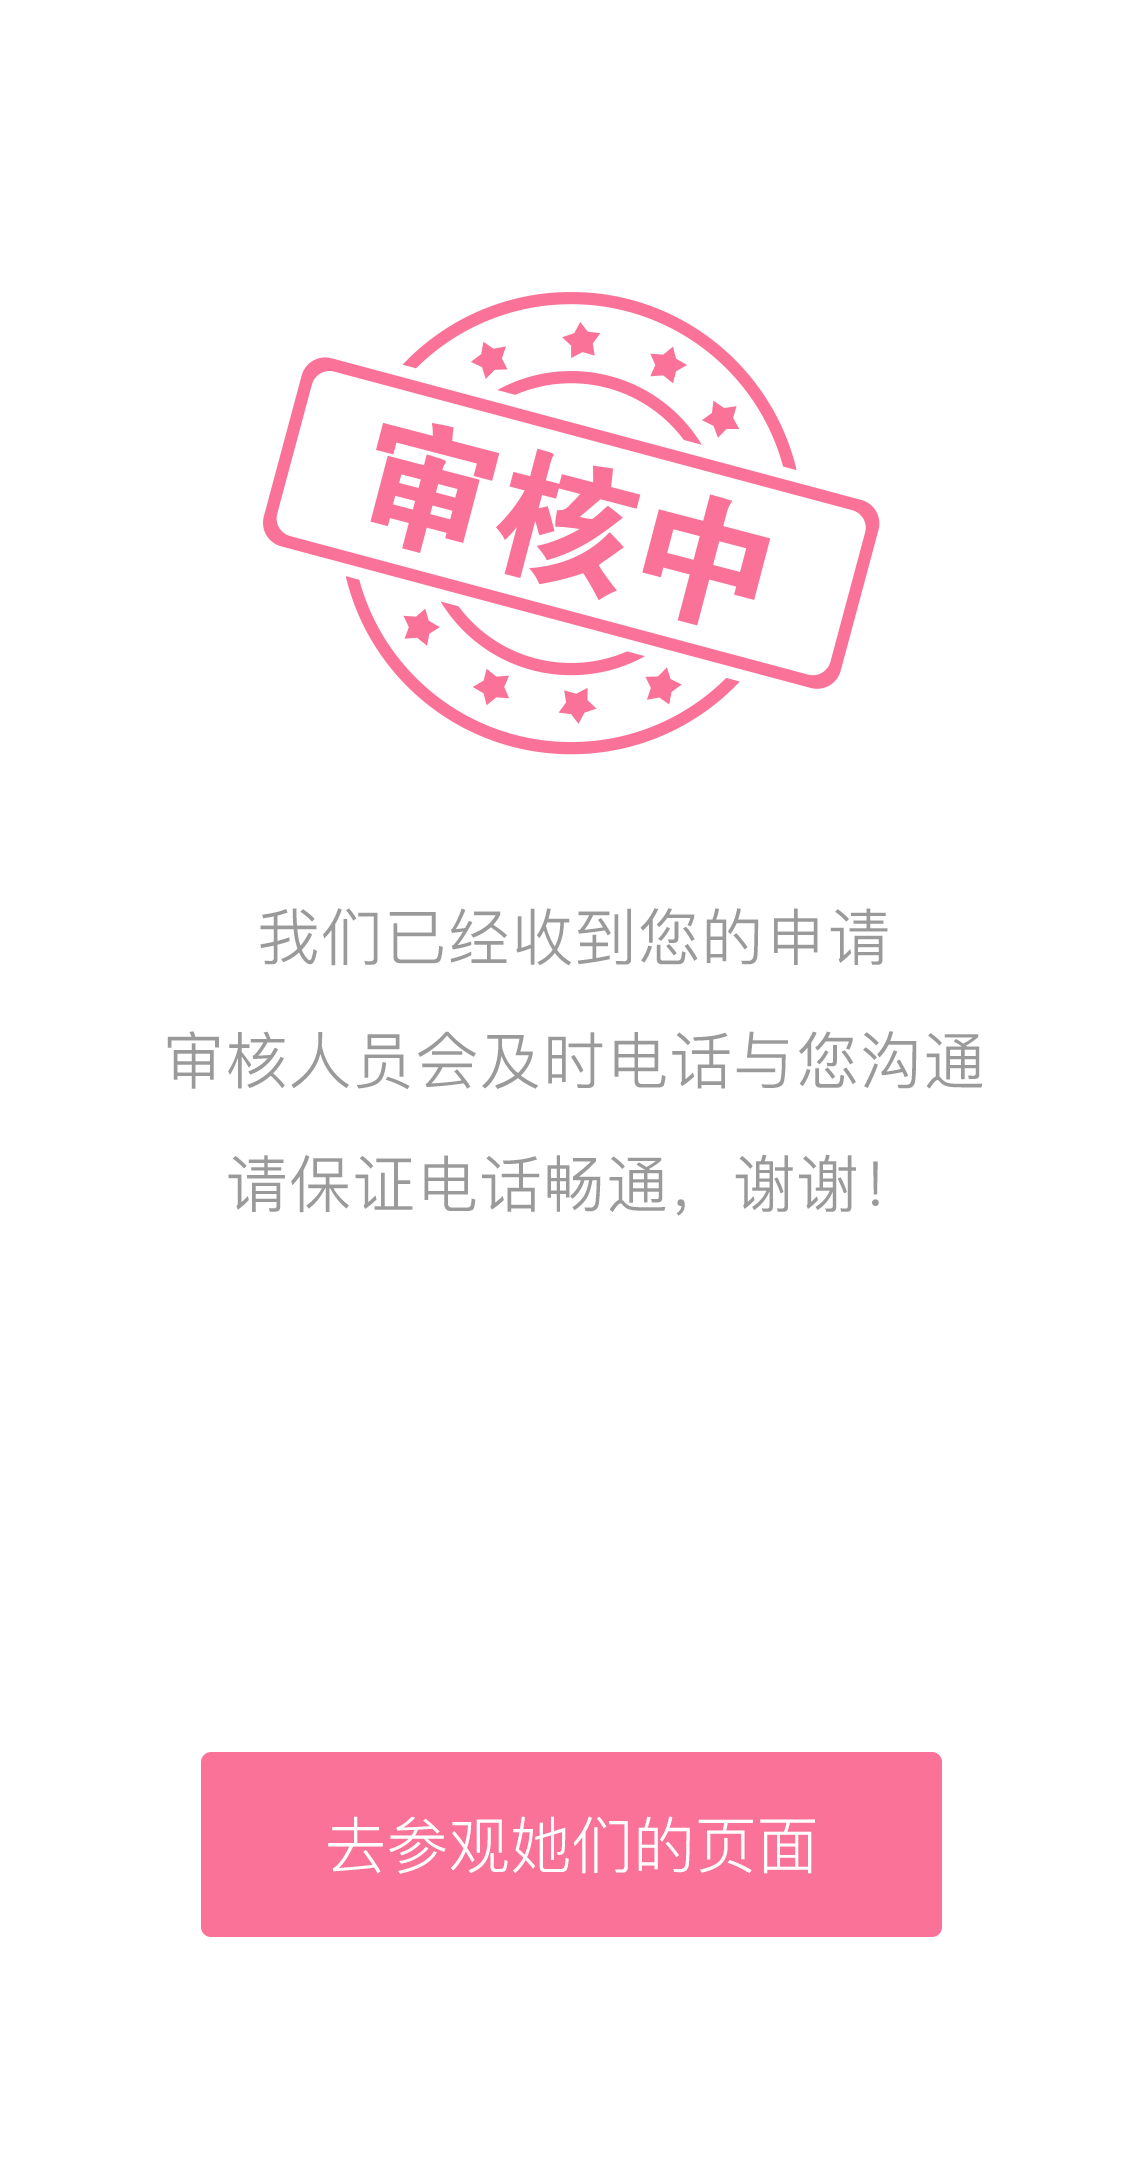 审核中
我们已经收到您的申请
审核人员会及时电话与您沟通
请保证电话畅通，谢谢！
去参观她们的页面